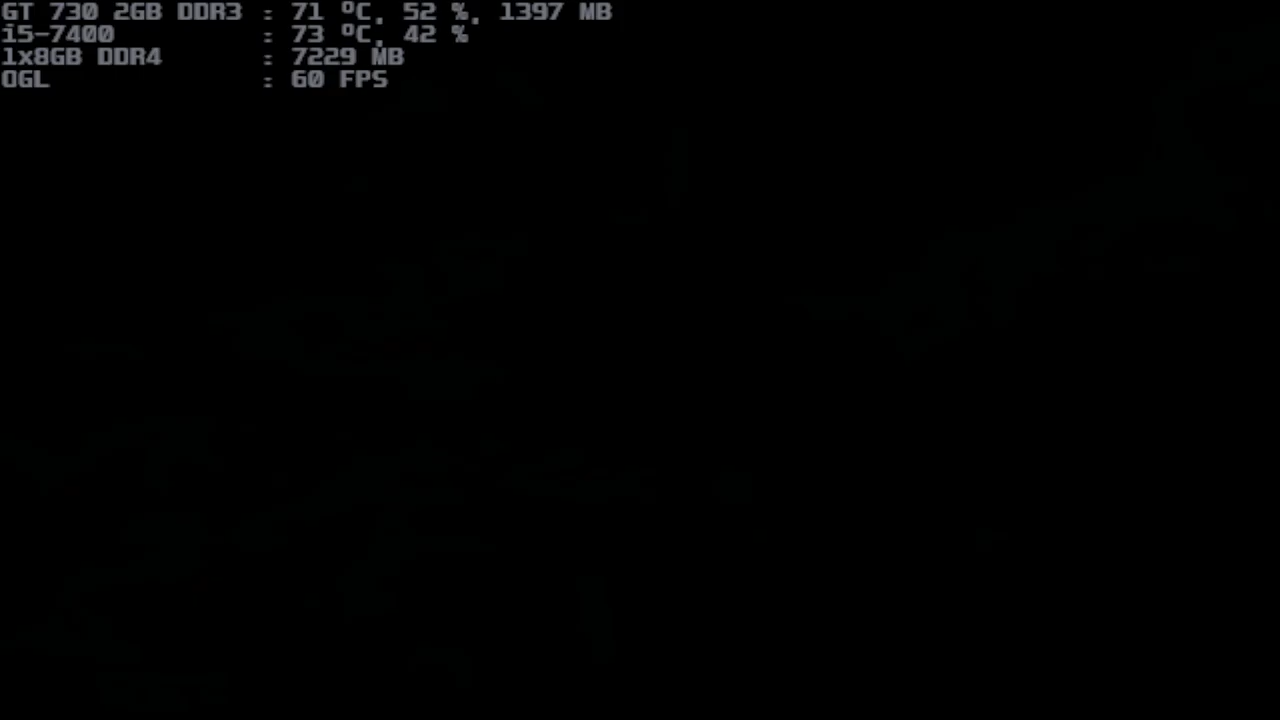 GT 730 2GB DDR3 : 71 ºC, 52 %, 1397 MB
i5-7400 : 73 ºC, 42 %
1x8GB DDR4 : 7229 MB
OGL : 60 FPS